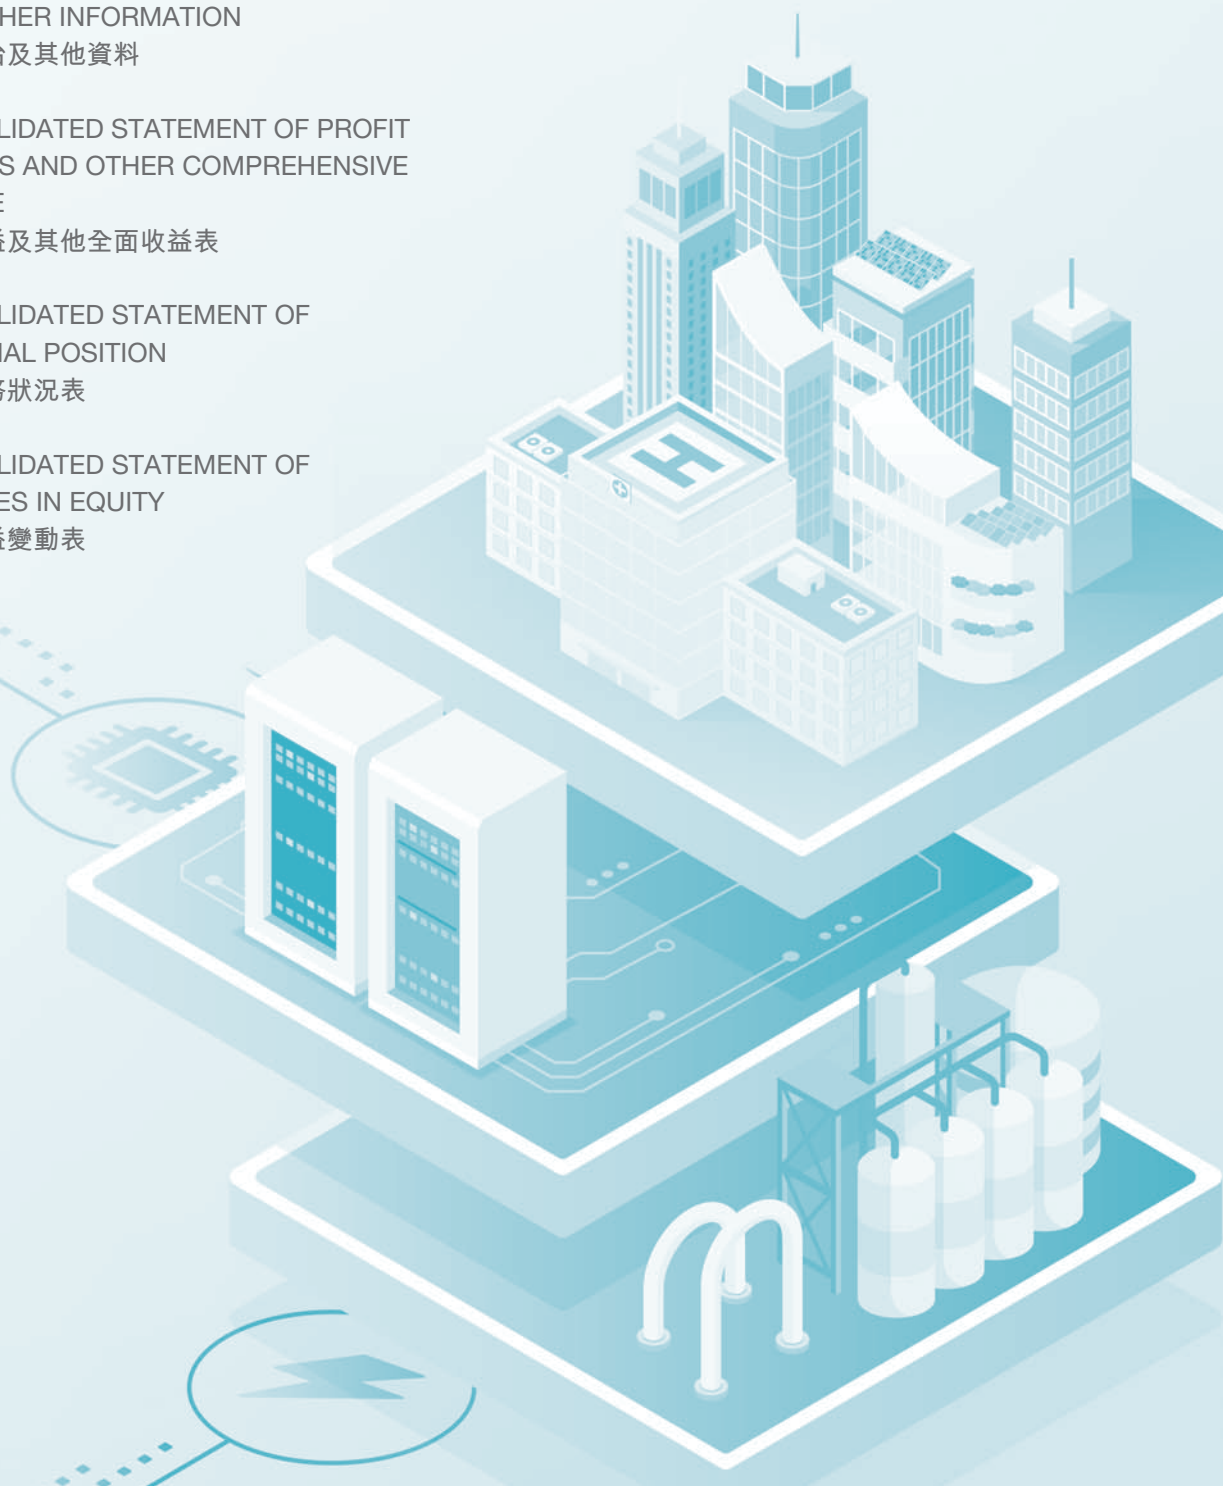 HER INFORMATION
及其他資料
LIDATED STATEMENT OF PROFIT
S AND OTHER COMPREHENSIVE
E
及其他全面收益表
LIDATED STATEMENT OF
IAL POSITION
狀況表
LIDATED STATEMENT OF
ES IN EQUITY
變動表
H